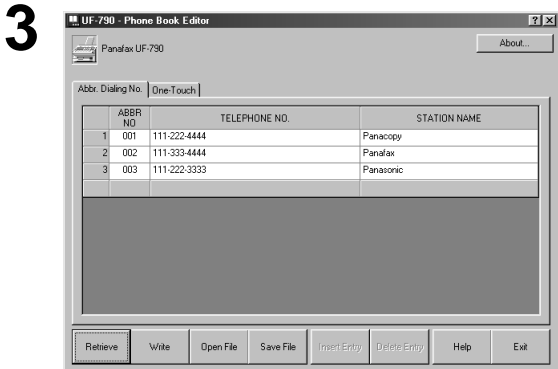 3
UF-790 - Phone Book Editor
Panafax UF-790
About...
Abbr. Dialing No. One-Touch
ABBR NO TELEPHONE NO. STATION NAME
1 001 111-222-4444 Panacopy
2 002 111-333-4444 Panafax
3 003 111-222-3333 Panasonic
Retrieve Write Open File Save File Insert Entry Delete Entry Help Exit